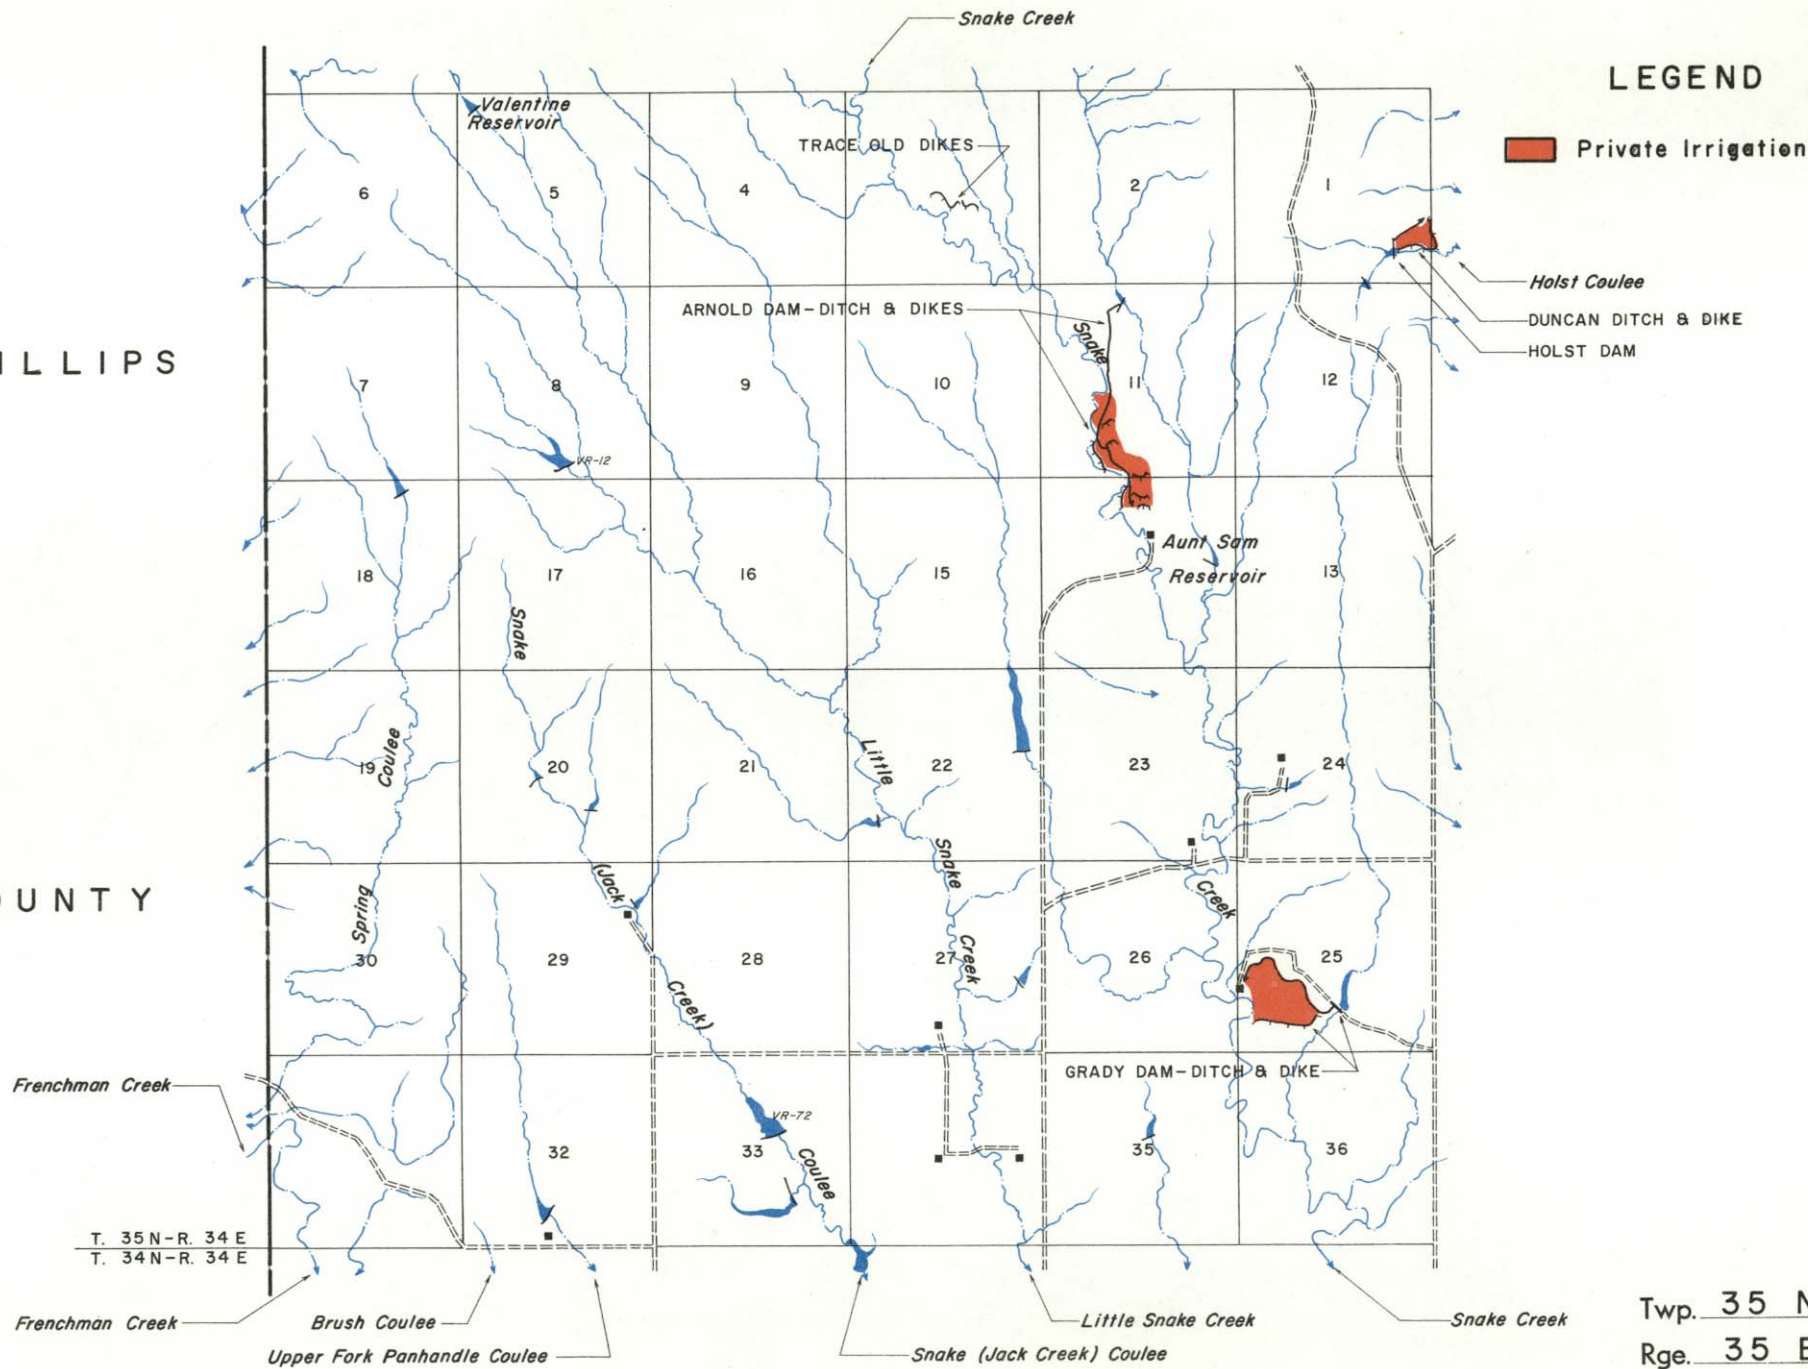 Snake Creek
LEGEND
Private Irrigation
Valentine
Reservoir
TRACE OLD DIKES
6
5
4
2
1
Holst Coulee
DUNCAN DITCH & DIKE
HOLST DAM
ARNOLD DAM-DITCH & DIKES
Snake
ILLIPS
7
8
9
10
11
12
VR-12
Aunt Sam
Reservoir
18
17
16
15
13
Snake
Coulee
19
20
21
Little
22
23
24
Snake
(Jack
Creek
OUNTY
Spring
30
29
28
27
Creek
26
25
Creek)
Frenchman Creek
GRADY DAM-DITCH & DIKE
VR-72
32
33
Coulee
35
36
T. 35N-R. 34E
T. 34N-R. 34E
Frenchman Creek
Brush Coulee
Upper Fork Panhandle Coulee
Snake (Jack Creek) Coulee
Little Snake Creek
Snake Creek
Twp. 35 N
Rge. 35 E